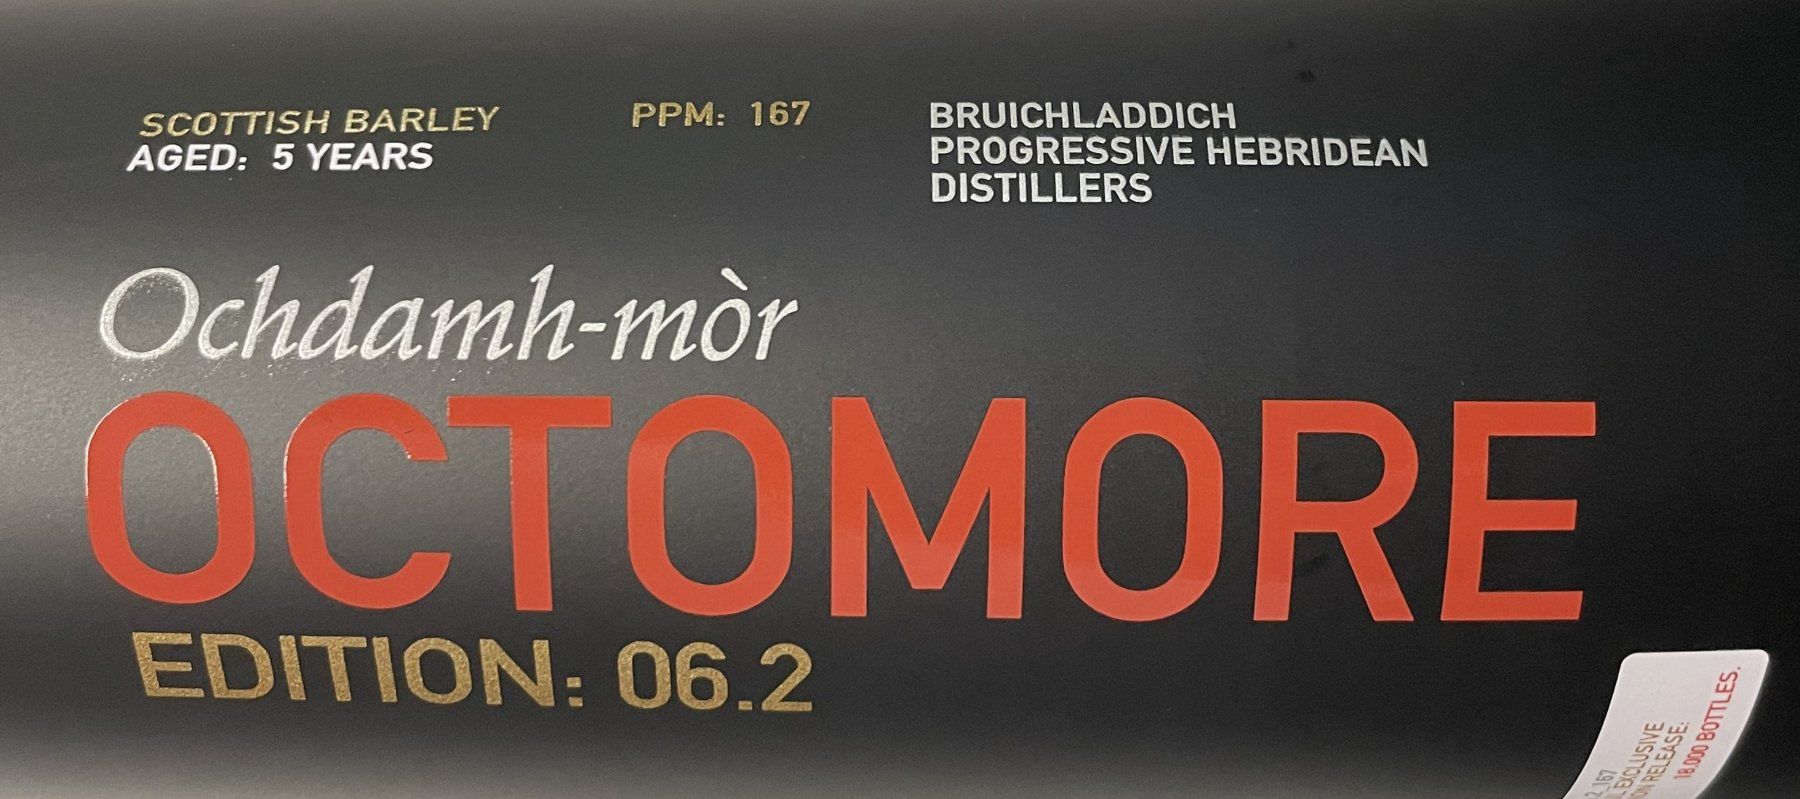 SCOTTISH BARLEY
AGED: 5 YEARS
PPM: 167
BRUICHLADDICH
PROGRESSIVE HEBRIDEAN
DISTILLERS
Ochdamh-mòr
OCTOMORE
EDITION: 06.2
EXCLUSIVE
RELEASE:
18.000 BOTTLES.